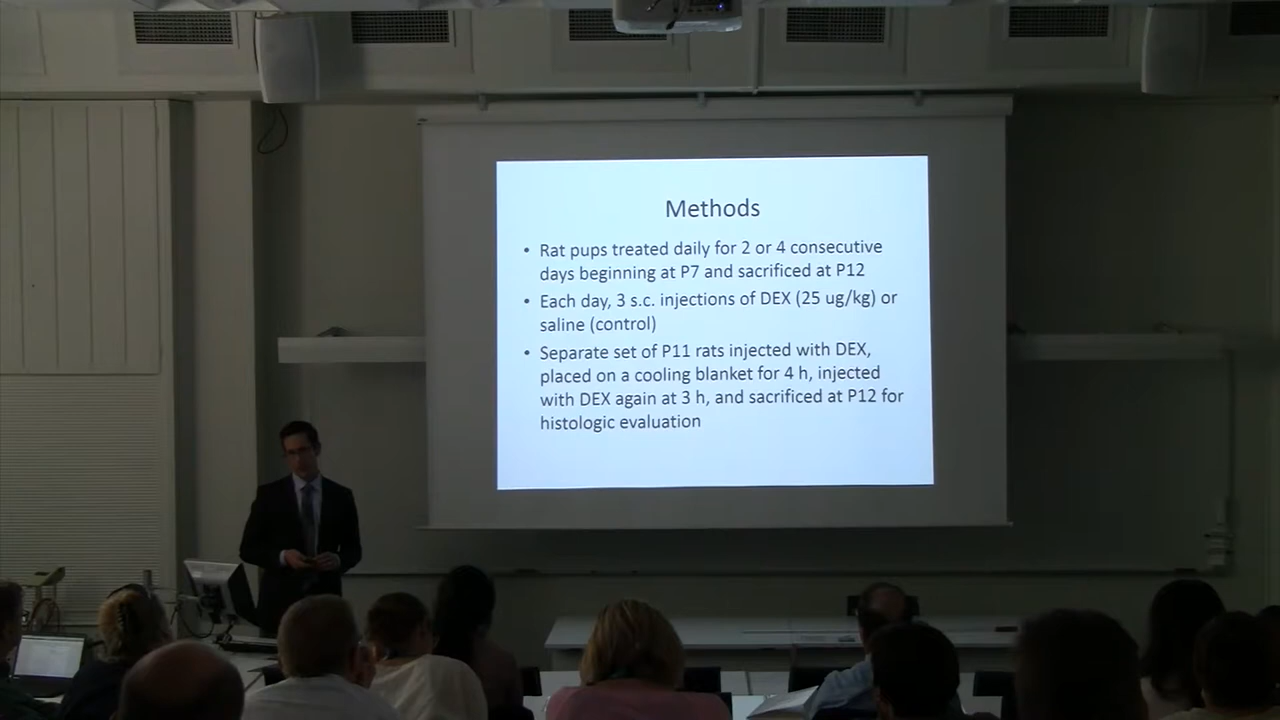 Methods
• Rat pups treated daily for 2 or 4 consecutive
days beginning at P7 and sacrificed at P12
• Each day, 3 s.c. injections of DEX (25 ug/kg) or
saline (control)
• Separate set of P11 rats injected with DEX,
placed on a cooling blanket for 4 h, injected
with DEX again at 3 h, and sacrificed at P12 for
histologic evaluation